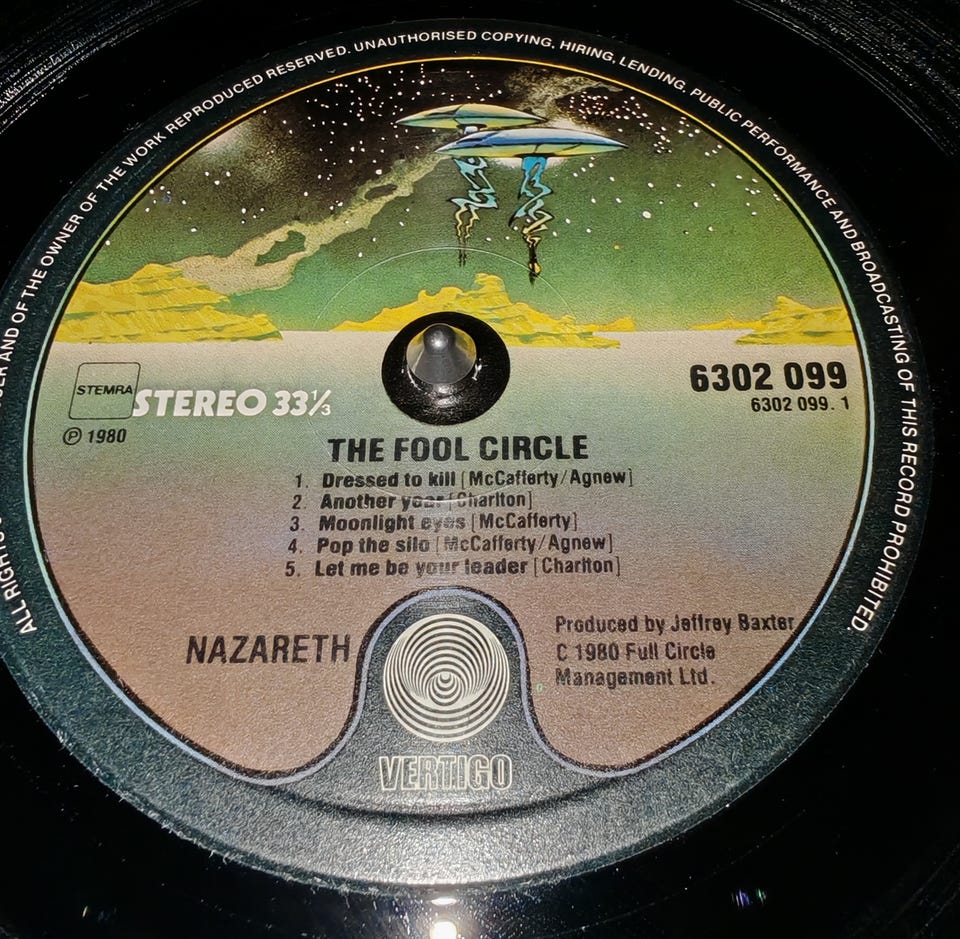 ALL RIGHTS
USER AND OF THE OWNER OF THE WORK REPRODUCED RESERVED. UNAUTHORISED COPYING, HIRING, LENDING, PUBLIC PERFORMANCE AND BROADCASTING OF THIS RECORD PROHIBITED.
STEMRA
STEREO 33⅓
6302 099
6302 099. 1
℗ 1980
THE FOOL CIRCLE
1. Dressed to kill [McCafferty/Agnew]
2. Another year [Charlton]
3. Moonlight eyes [McCafferty]
4. Pop the silo [McCafferty/Agnew]
5. Let me be your leader [Charlton]
NAZARETH
Produced by Jeffrey Baxter
C 1980 Full Circle
Management Ltd.
VERTIGO